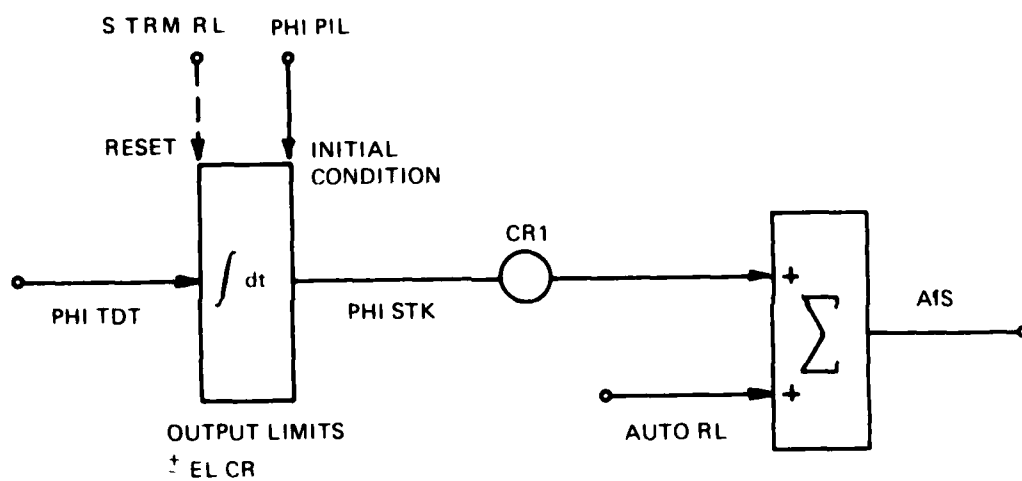 S TRM RL
PHI PIL
RESET
INITIAL
CONDITION
∫ dt
PHI TDT
PHI STK
CR1
+
Σ
+
A1S
AUTO RL
OUTPUT LIMITS
± EL CR